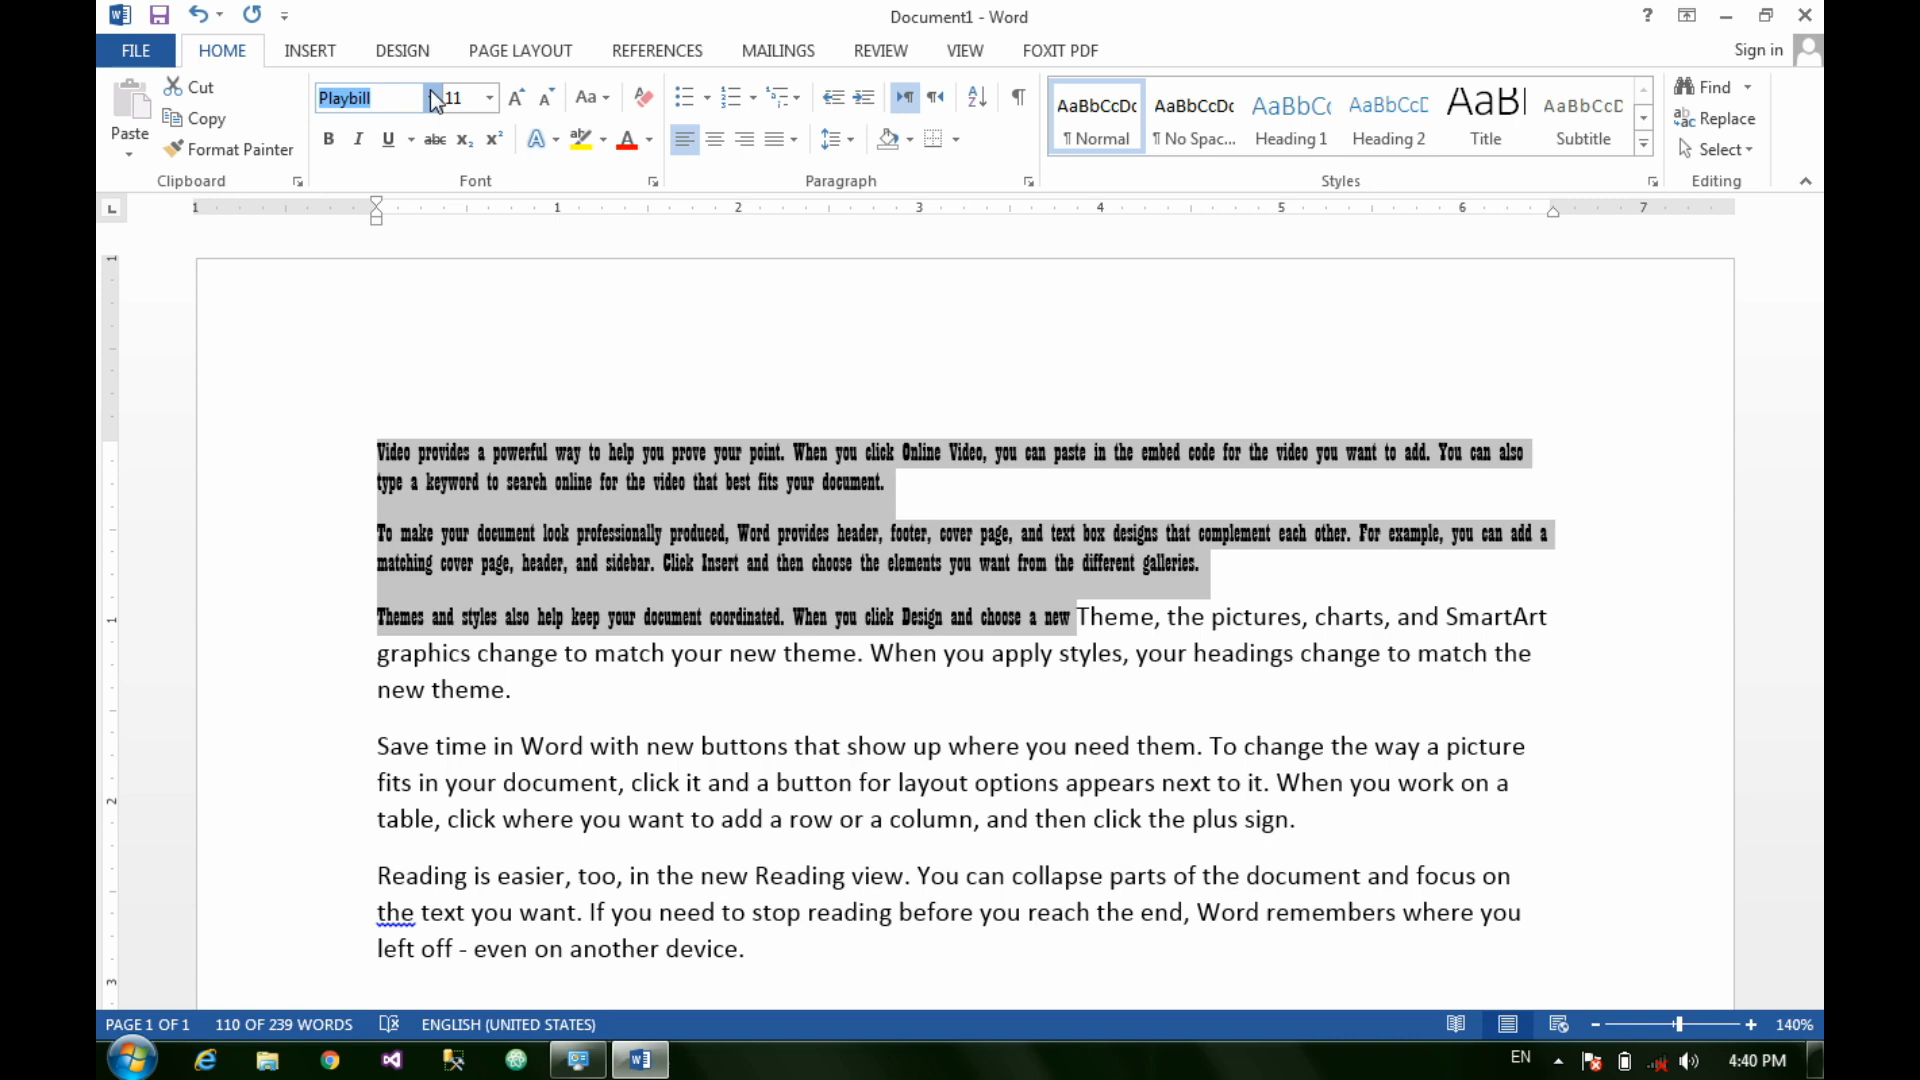 Document1 - Word
FILE HOME INSERT DESIGN PAGE LAYOUT REFERENCES MAILINGS REVIEW VIEW FOXIT PDF Sign in
Paste
Cut
Copy
Format Painter
Clipboard
Playbill 11
Font
Paragraph
AaBbCcDc AaBbCcDc AaBbCc AaBbCcD AaBl AaBbCcD
¶ Normal ¶ No Spac... Heading 1 Heading 2 Title Subtitle
Styles
Find
Replace
Select
Editing
1 1 2 3 4 5 6 7
Video provides a powerful way to help you prove your point. When you click Online Video, you can paste in the embed code for the video you want to add. You can also
type a keyword to search online for the video that best fits your document.
To make your document look professionally produced, Word provides header, footer, cover page, and text box designs that complement each other. For example, you can add a
matching cover page, header, and sidebar. Click Insert and then choose the elements you want from the different galleries.
Themes and styles also help keep your document coordinated. When you click Design and choose a new Theme, the pictures, charts, and SmartArt
graphics change to match your new theme. When you apply styles, your headings change to match the
new theme.
Save time in Word with new buttons that show up where you need them. To change the way a picture
fits in your document, click it and a button for layout options appears next to it. When you work on a
table, click where you want to add a row or a column, and then click the plus sign.
Reading is easier, too, in the new Reading view. You can collapse parts of the document and focus on
the text you want. If you need to stop reading before you reach the end, Word remembers where you
left off - even on another device.
PAGE 1 OF 1 110 OF 239 WORDS ENGLISH (UNITED STATES) 140%
EN 4:40 PM